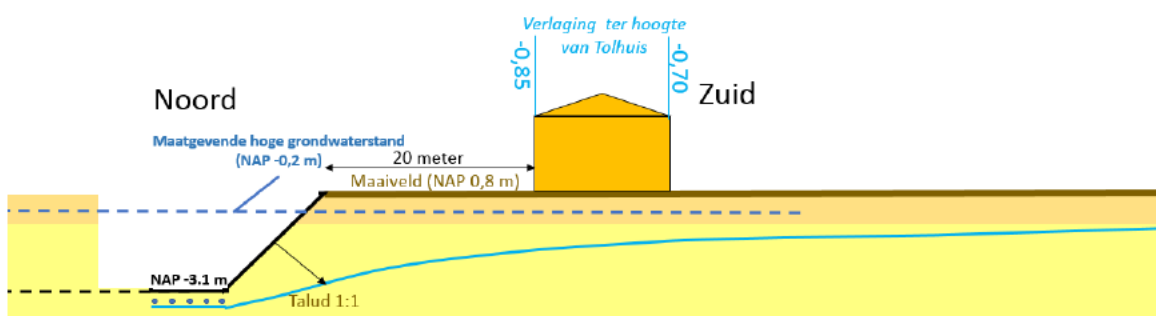 Verlaging ter hoogte
van Tolhuis
-0,85
-0,70
Noord
Zuid
Maatgevende hoge grondwaterstand
(NAP -0,2 m)
20 meter
Maaiveld (NAP 0,8 m)
NAP -3.1 m
Talud 1:1